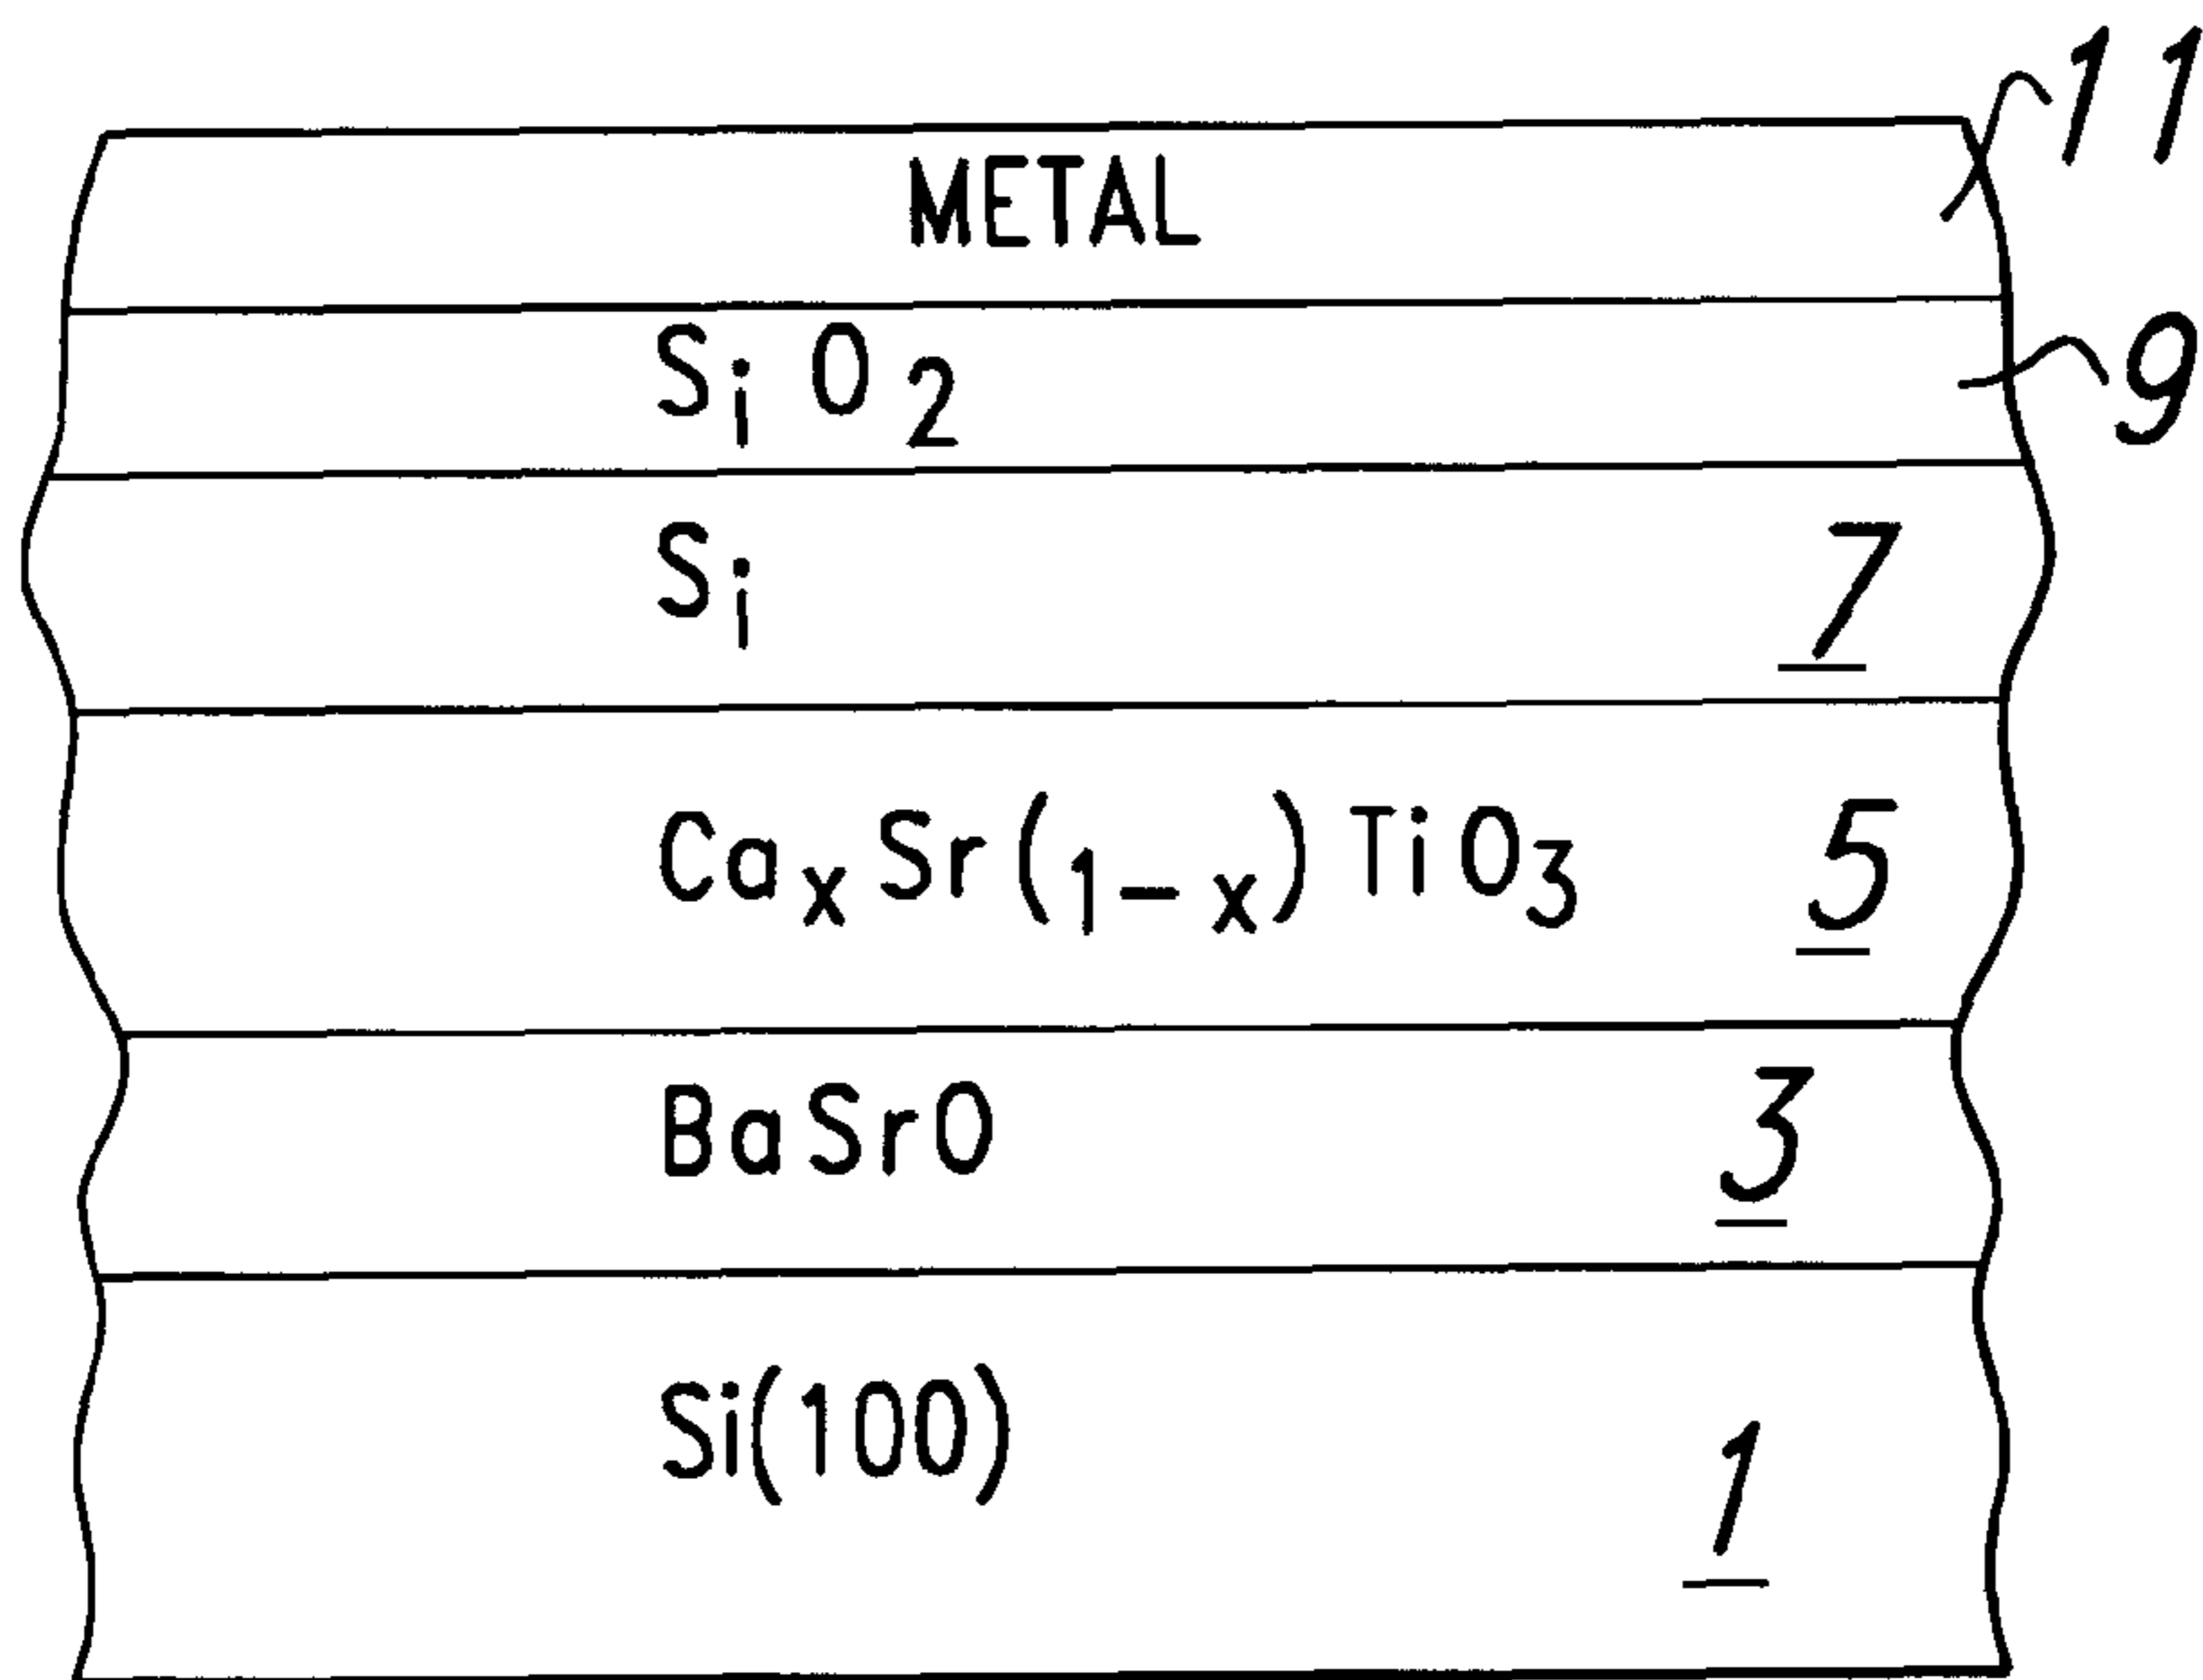 METAL 11
SiO₂ 9
Si 7
CaₓSr(₁₋ₓ)TiO₃ 5
BaSrO 3
Si(100) 1